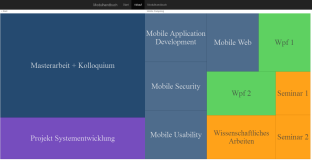 Masterarbeit + Kolloquium
Projekt Systementwicklung
Mobile Application
Development
Mobile Web
Wpf 1
Mobile Security
Wpf 2
Seminar 1
Mobile Usability
Wissenschaftliches
Arbeiten
Seminar 2